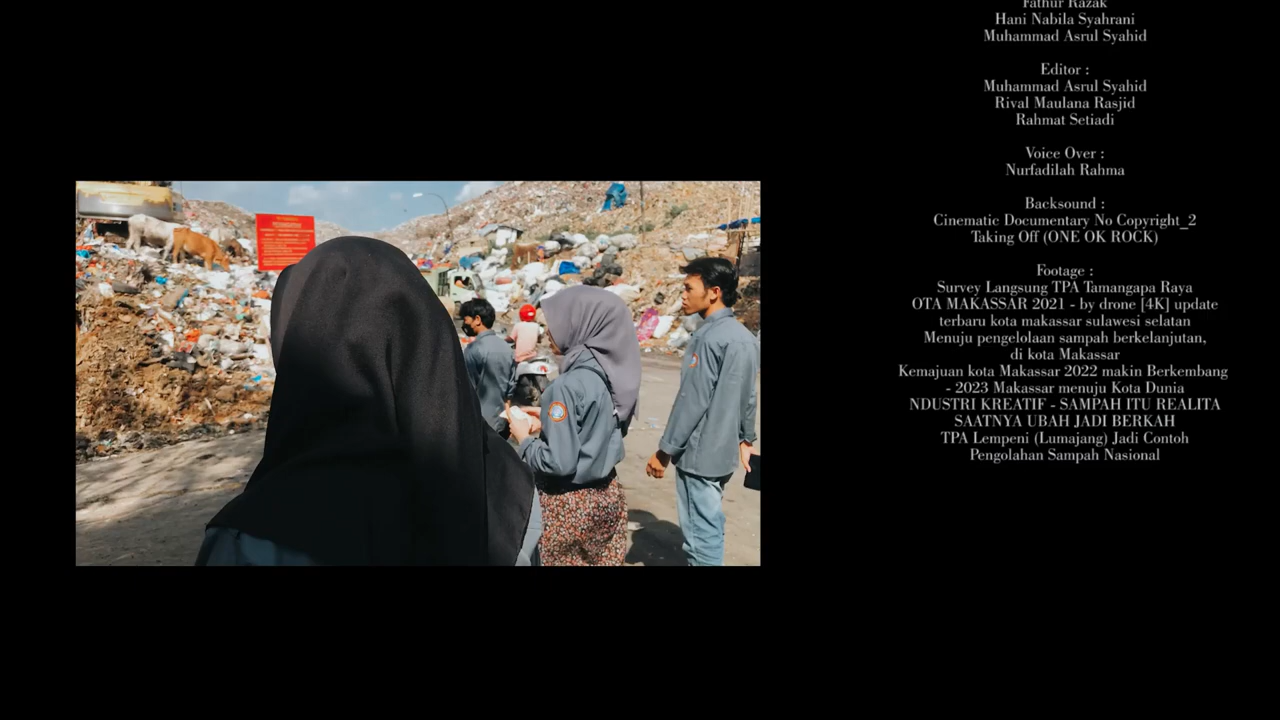 Fathur Razak
Hani Nabila Syahrani
Muhammad Asrul Syahid
Editor :
Muhammad Asrul Syahid
Rival Maulana Rasjid
Rahmat Setiadi
Voice Over :
Nurfadilah Rahma
Backsound :
Cinematic Documentary No Copyright_2
Taking Off (ONE OK ROCK)
Footage :
Survey Langsung TPA Tamangapa Raya
OTA MAKASSAR 2021 - by drone [4K] update
terbaru kota makassar sulawesi selatan
Menuju pengelolaan sampah berkelanjutan,
di kota Makassar
Kemajuan kota Makassar 2022 makin Berkembang
- 2023 Makassar menuju Kota Dunia
NDUSTRI KREATIF - SAMPAH ITU REALITA
SAATNYA UBAH JADI BERKAH
TPA Lempeni (Lumajang) Jadi Contoh
Pengolahan Sampah Nasional